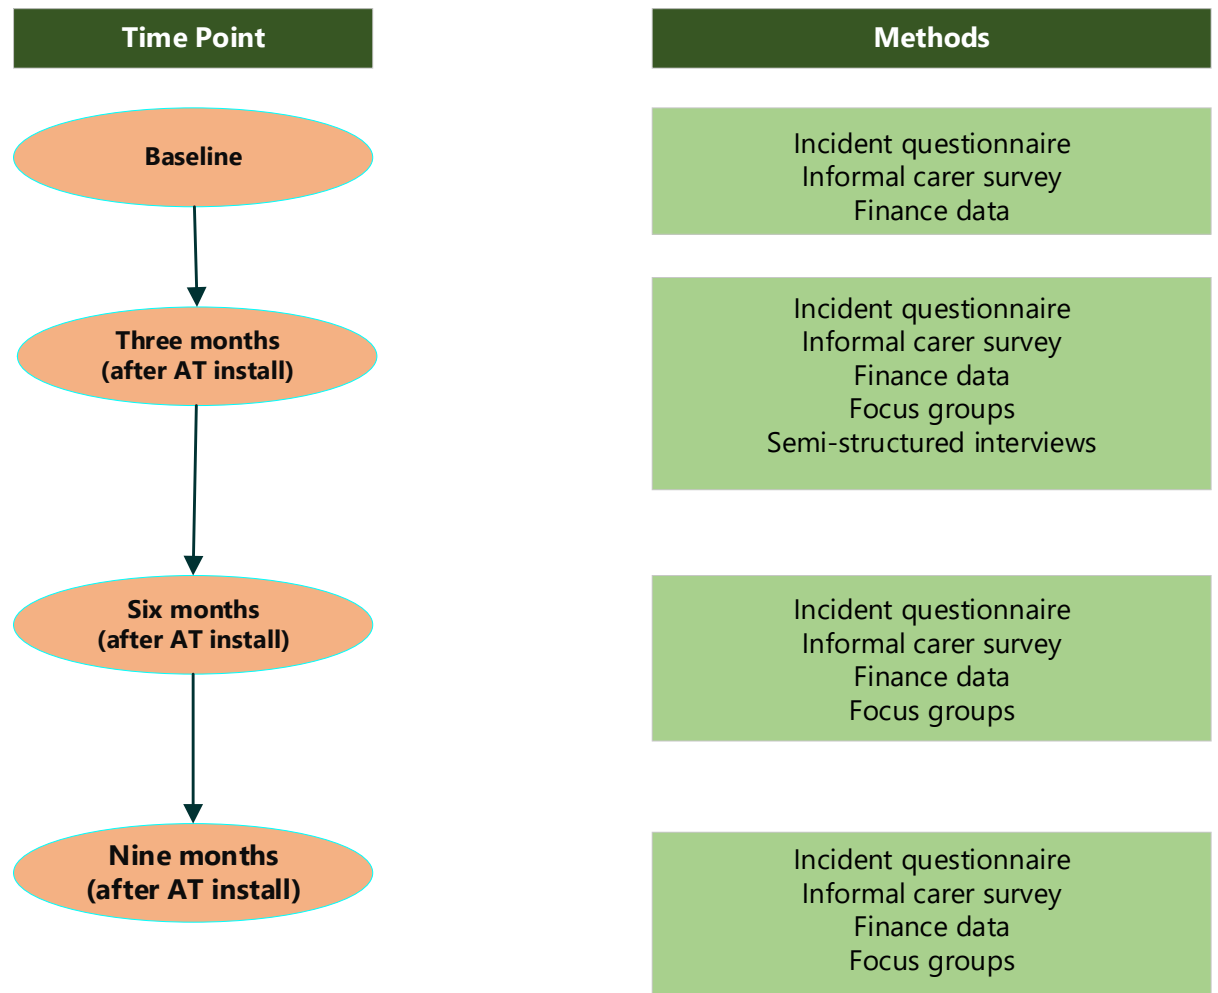 Time Point
Methods
Baseline
Incident questionnaire
Informal carer survey
Finance data
Three months
(after AT install)
Incident questionnaire
Informal carer survey
Finance data
Focus groups
Semi-structured interviews
Six months
(after AT install)
Incident questionnaire
Informal carer survey
Finance data
Focus groups
Nine months
(after AT install)
Incident questionnaire
Informal carer survey
Finance data
Focus groups